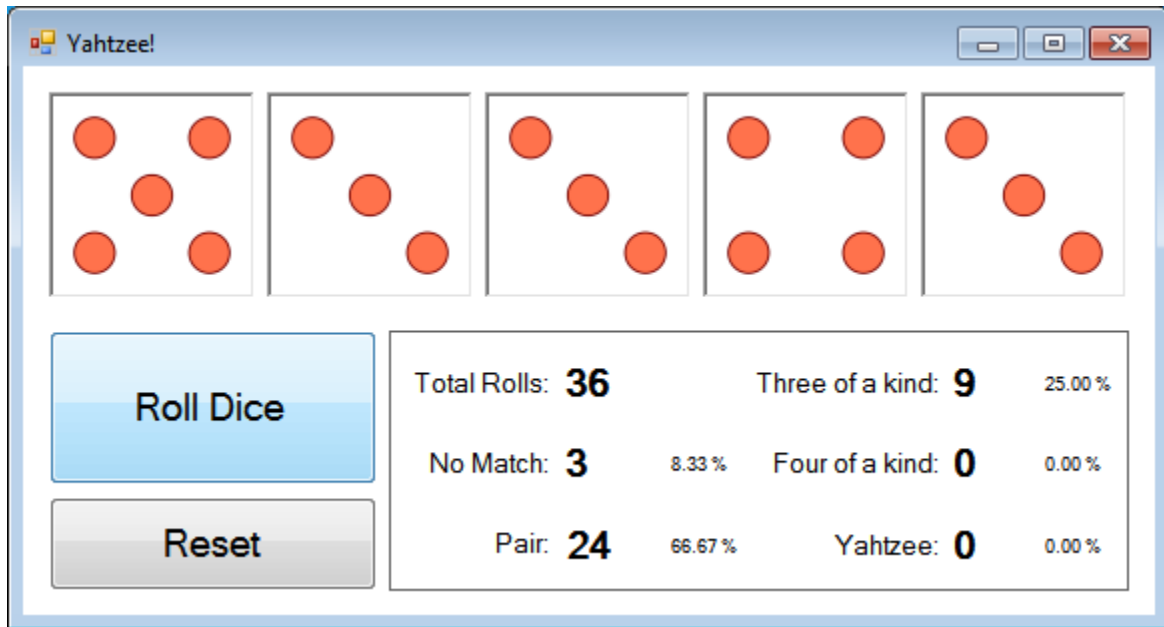 Yahtzee!
Roll Dice
Reset
Total Rolls: 36
Three of a kind: 9 25.00 %
No Match: 3 8.33 %
Four of a kind: 0 0.00 %
Pair: 24 66.67 %
Yahtzee: 0 0.00 %